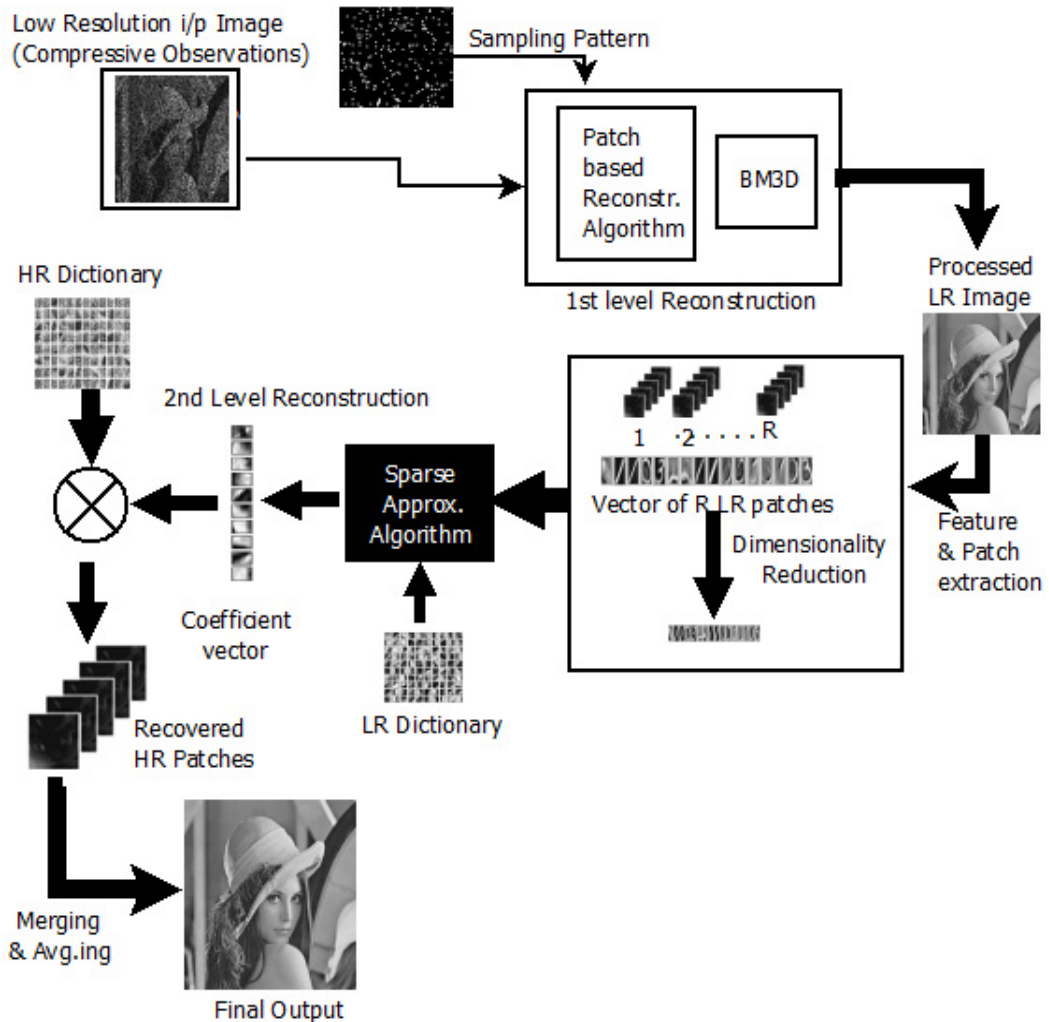 Low Resolution i/p Image
(Compressive Observations)
Sampling Pattern
Patch
based
Reconstr.
Algorithm
BM3D
1st level Reconstruction
Processed
LR Image
HR Dictionary
2nd Level Reconstruction
1 2 . . . . . . R
Vector of R LR patches
Dimensionality
Reduction
Feature
& Patch
extraction
Sparse
Approx.
Algorithm
Coefficient
vector
LR Dictionary
Recovered
HR Patches
Merging
& Avg.ing
Final Output